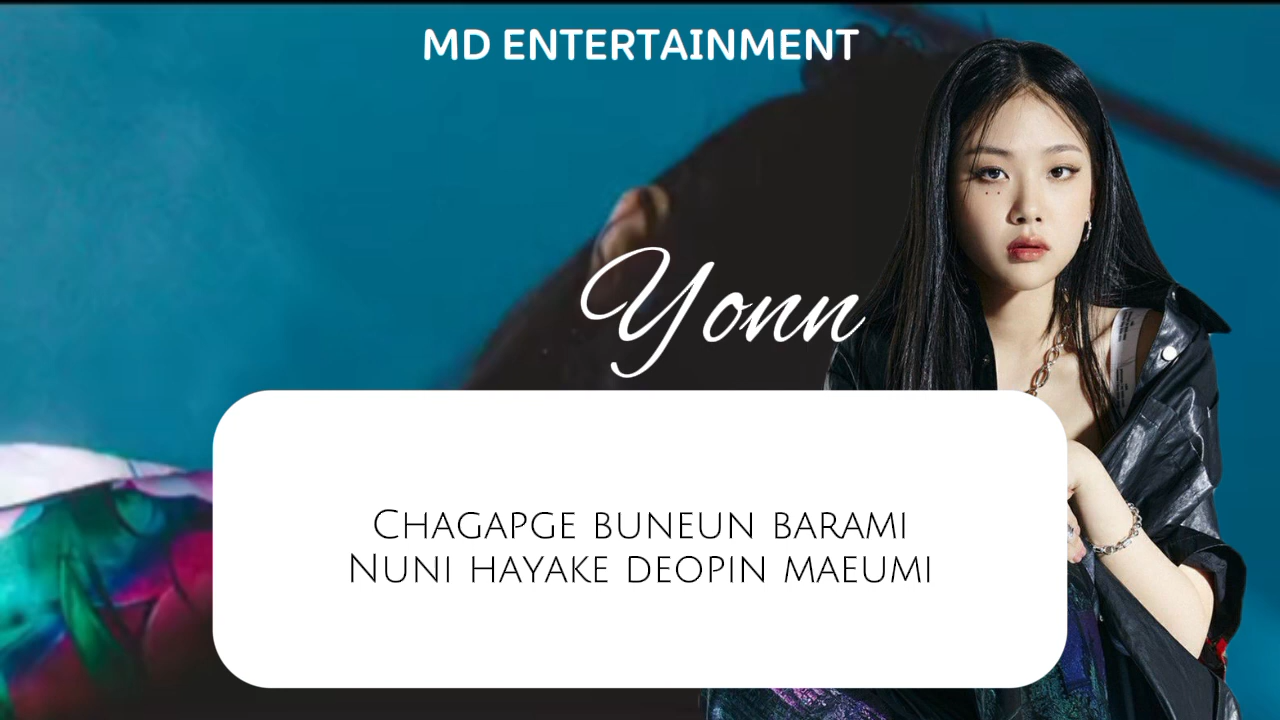 MD ENTERTAINMENT
Yonn
Chagapge buneun barami
Nuni hayake deopin maeumi